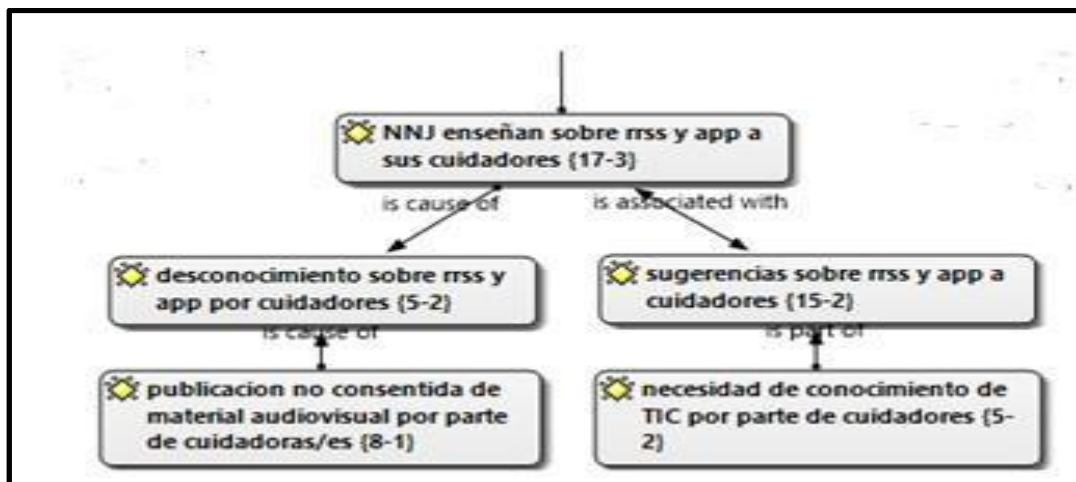 NNJ enseñan sobre rrss y app a
sus cuidadores {17-3}
is cause of
is associated with
desconocimiento sobre rrss y
app por cuidadores {5-2}
sugerencias sobre rrss y app a
cuidadores {15-2}
is cause of
is part of
publicacion no consentida de
material audiovisual por parte
de cuidadoras/es {8-1}
necesidad de conocimiento de
TIC por parte de cuidadores {5-
2}